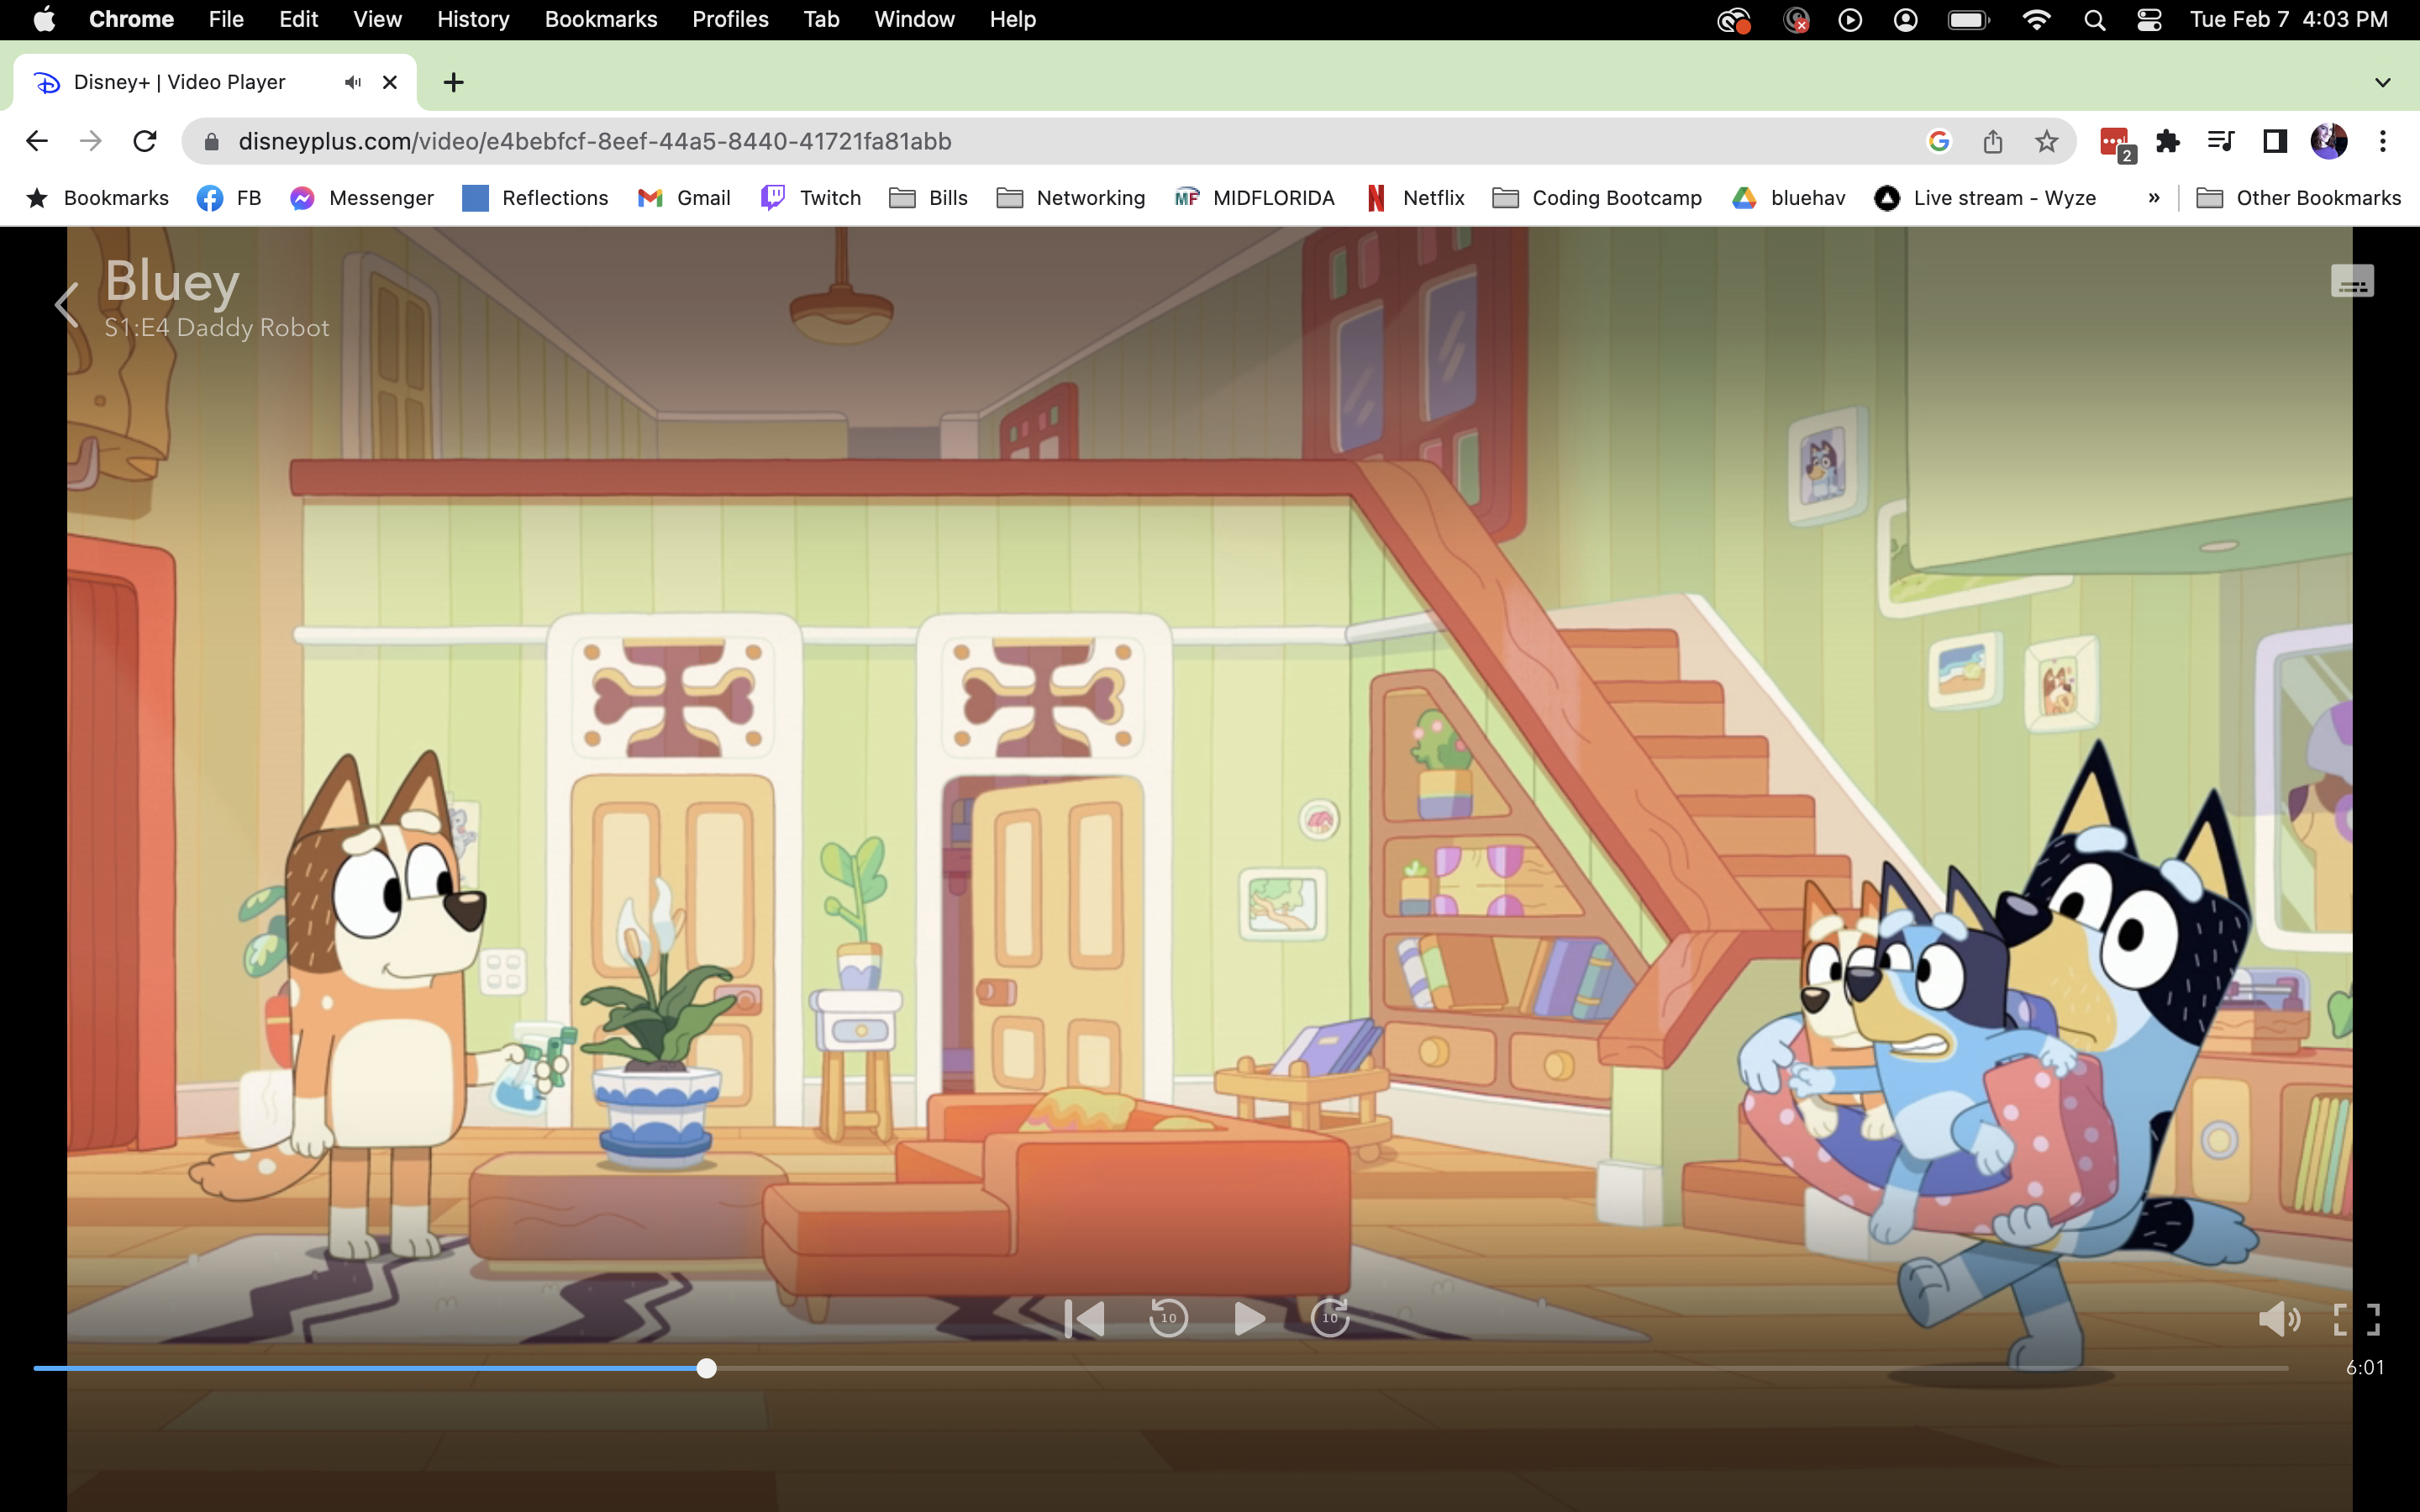 Chrome File Edit View History Bookmarks Profiles Tab Window Help Tue Feb 7 4:03 PM
Disney+ | Video Player
disneyplus.com/video/e4bebfcf-8eef-44a5-8440-41721fa81abb 2
Bookmarks FB Messenger Reflections Gmail Twitch Bills Networking MF MIDFLORIDA Netflix Coding Bootcamp bluehav Live stream - Wyze » Other Bookmarks
Bluey
S1:E4 Daddy Robot
10 10
6:01